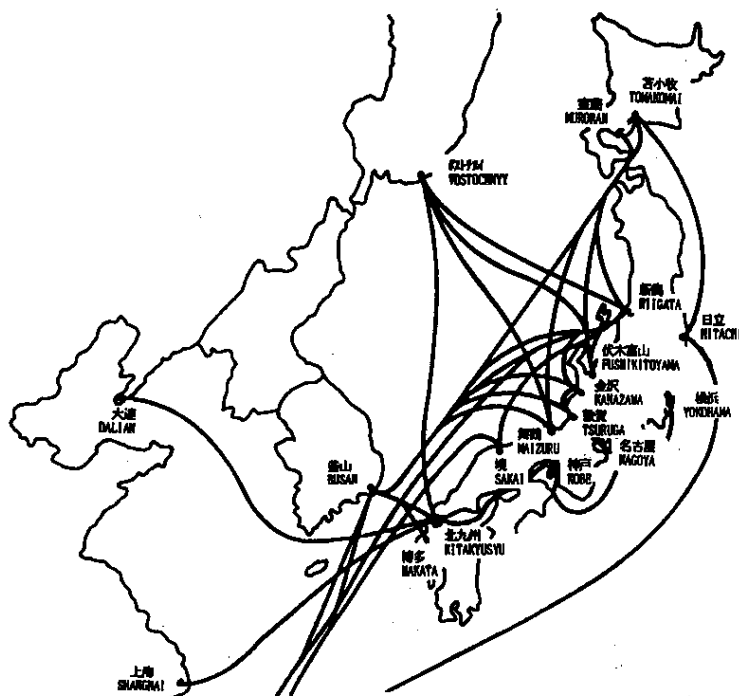 苫小牧
TOMAKOMAI
室蘭
MURORAN
ボストチヌイ
VOSTOCHNYY
新潟
NIIGATA
日立
HITACHI
伏木富山
FUSHIKITOYAMA
金沢
KANAZAWA
横浜
YOKOHAMA
敦賀
TSURUGA
大連
DALIAN
舞鶴
MAIZURU
名古屋
NAGOYA
境
SAKAI
神戸
KOBE
釜山
BUSAN
北九州
KITAKYUSYU
博多
HAKATA
上海
SHANGHAI